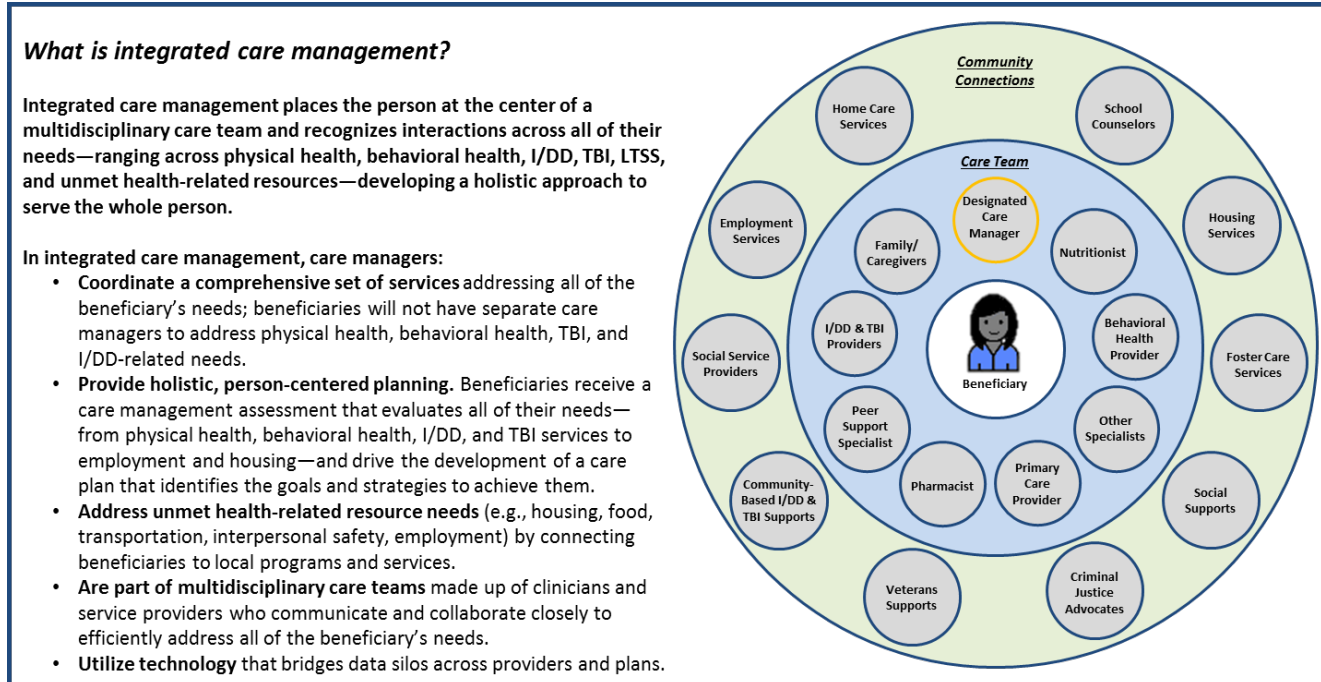 What is integrated care management?
Integrated care management places the person at the center of a
multidisciplinary care team and recognizes interactions across all of their
needs—ranging across physical health, behavioral health, I/DD, TBI, LTSS,
and unmet health-related resources—developing a holistic approach to
serve the whole person.
In integrated care management, care managers:
• Coordinate a comprehensive set of services addressing all of the
beneficiary's needs; beneficiaries will not have separate care
managers to address physical health, behavioral health, TBI, and
I/DD-related needs.
• Provide holistic, person-centered planning. Beneficiaries receive a
care management assessment that evaluates all of their needs—
from physical health, behavioral health, I/DD, and TBI services to
employment and housing—and drive the development of a care
plan that identifies the goals and strategies to achieve them.
• Address unmet health-related resource needs (e.g., housing, food,
transportation, interpersonal safety, employment) by connecting
beneficiaries to local programs and services.
• Are part of multidisciplinary care teams made up of clinicians and
service providers who communicate and collaborate closely to
efficiently address all of the beneficiary's needs.
• Utilize technology that bridges data silos across providers and plans.
Community
Connections
Home Care
Services
School
Counselors
Employment
Services
Housing
Services
Social Service
Providers
Foster Care
Services
Community-
Based I/DD &
TBI Supports
Social
Supports
Veterans
Supports
Criminal
Justice
Advocates
Care Team
Designated
Care
Manager
Family/
Caregivers
Nutritionist
I/DD & TBI
Providers
Behavioral
Health
Provider
Beneficiary
Peer
Support
Specialist
Other
Specialists
Pharmacist
Primary
Care
Provider